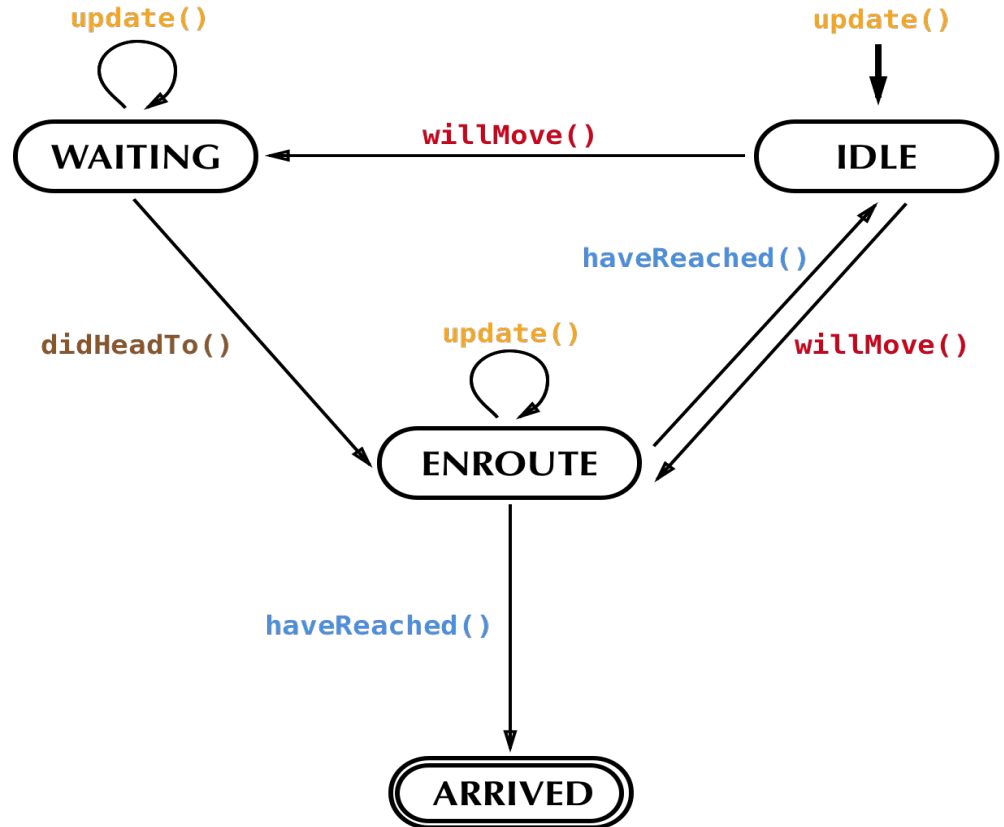 update()
update()
willMove()
WAITING
IDLE
haveReached()
update()
didHeadTo()
willMove()
ENROUTE
haveReached()
ARRIVED